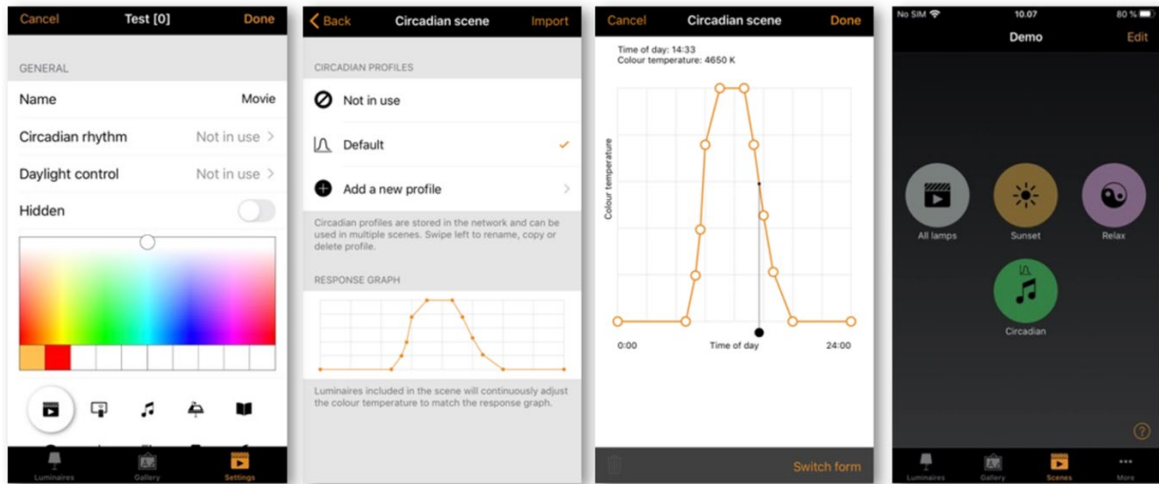 Cancel Test [0] Done
GENERAL
Name Movie
Circadian rhythm Not in use
Daylight control Not in use
Hidden
Luminaires Gallery Settings
Back Circadian scene Import
CIRCADIAN PROFILES
Not in use
Default
Add a new profile
Circadian profiles are stored in the network and can be
used in multiple scenes. Swipe left to rename, copy or
delete profile.
RESPONSE GRAPH
Luminaires included in the scene will continuously adjust
the colour temperature to match the response graph.
Cancel Circadian scene Done
Time of day: 14:33
Colour temperature: 4650 K
Colour temperature
0:00 Time of day 24:00
Switch form
No SIM 10.07 80 %
Demo Edit
All lamps Sunset Relax
Circadian
?
Luminaires Gallery Scenes More